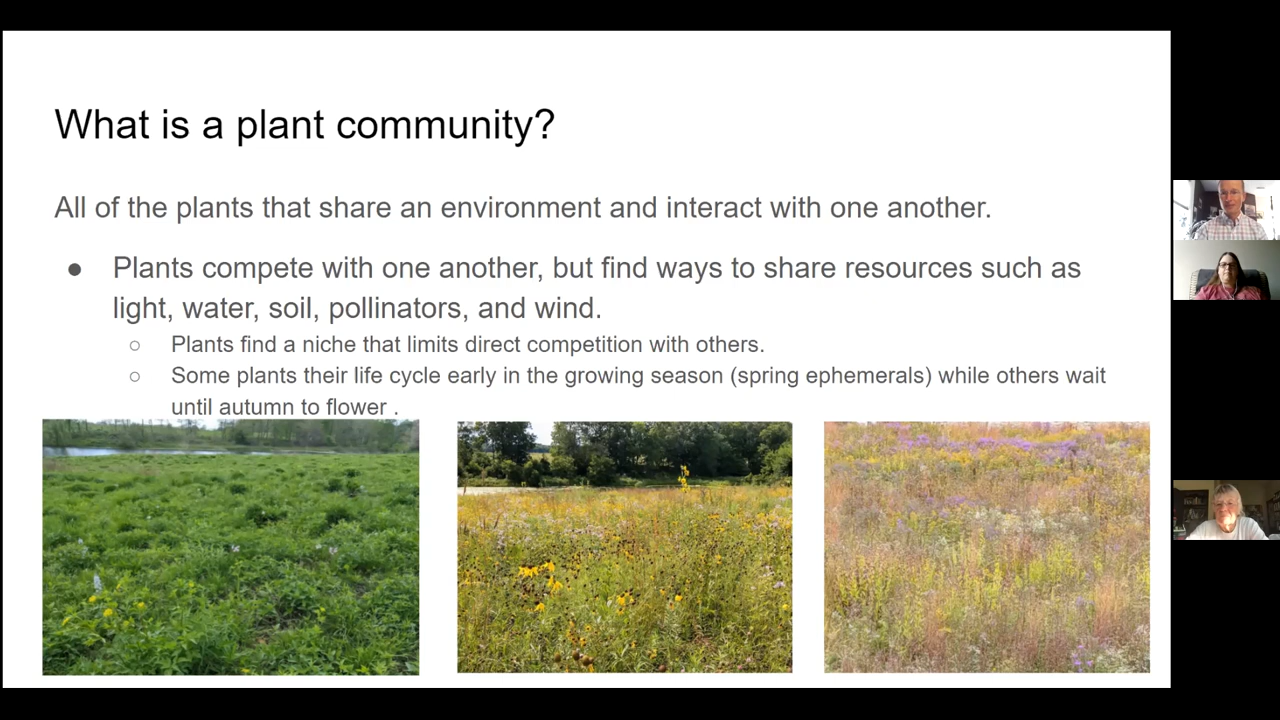 What is a plant community?
All of the plants that share an environment and interact with one another.
● Plants compete with one another, but find ways to share resources such as
light, water, soil, pollinators, and wind.
○ Plants find a niche that limits direct competition with others.
○ Some plants their life cycle early in the growing season (spring ephemerals) while others wait
until autumn to flower .